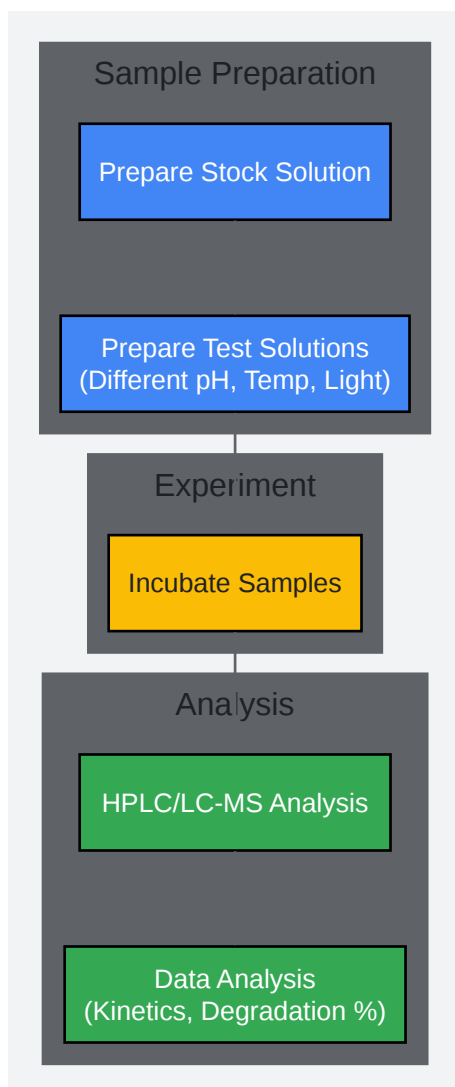 Sample Preparation
Prepare Stock Solution
Prepare Test Solutions
(Different pH, Temp, Light)
Experiment
Incubate Samples
Analysis
HPLC/LC-MS Analysis
Data Analysis
(Kinetics, Degradation %)